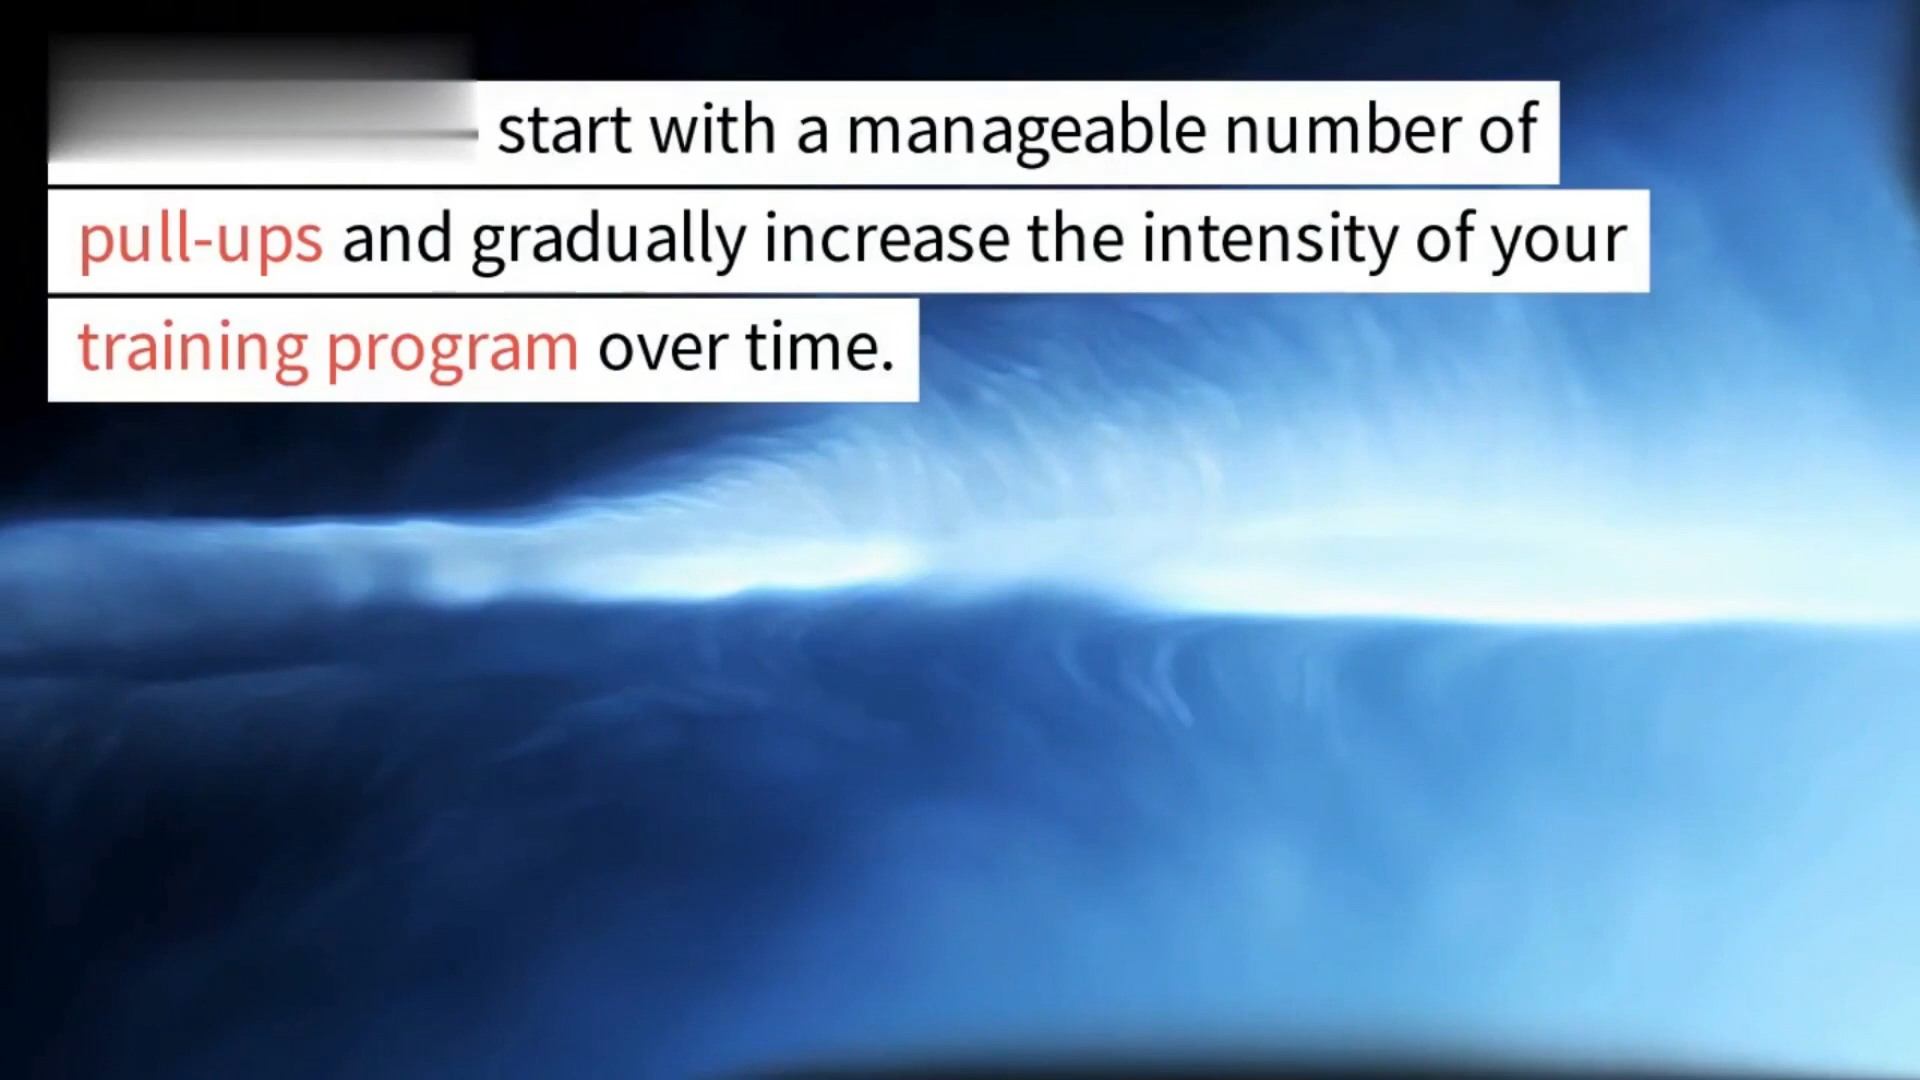 start with a manageable number of
pull-ups and gradually increase the intensity of your
training program over time.